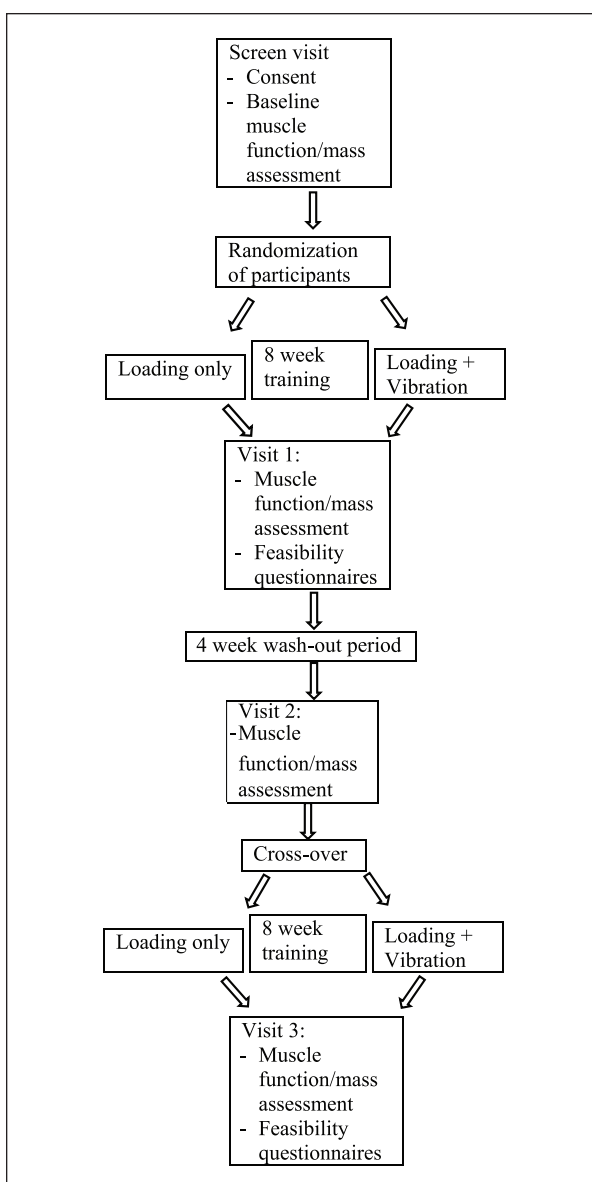 Screen visit
- Consent
- Baseline
muscle
function/mass
assessment
Randomization
of participants
Loading only
8 week
training
Loading +
Vibration
Visit 1:
- Muscle
function/mass
assessment
- Feasibility
questionnaires
4 week wash-out period
Visit 2:
-Muscle
function/mass
assessment
Cross-over
Loading only
8 week
training
Loading +
Vibration
Visit 3:
- Muscle
function/mass
assessment
- Feasibility
questionnaires